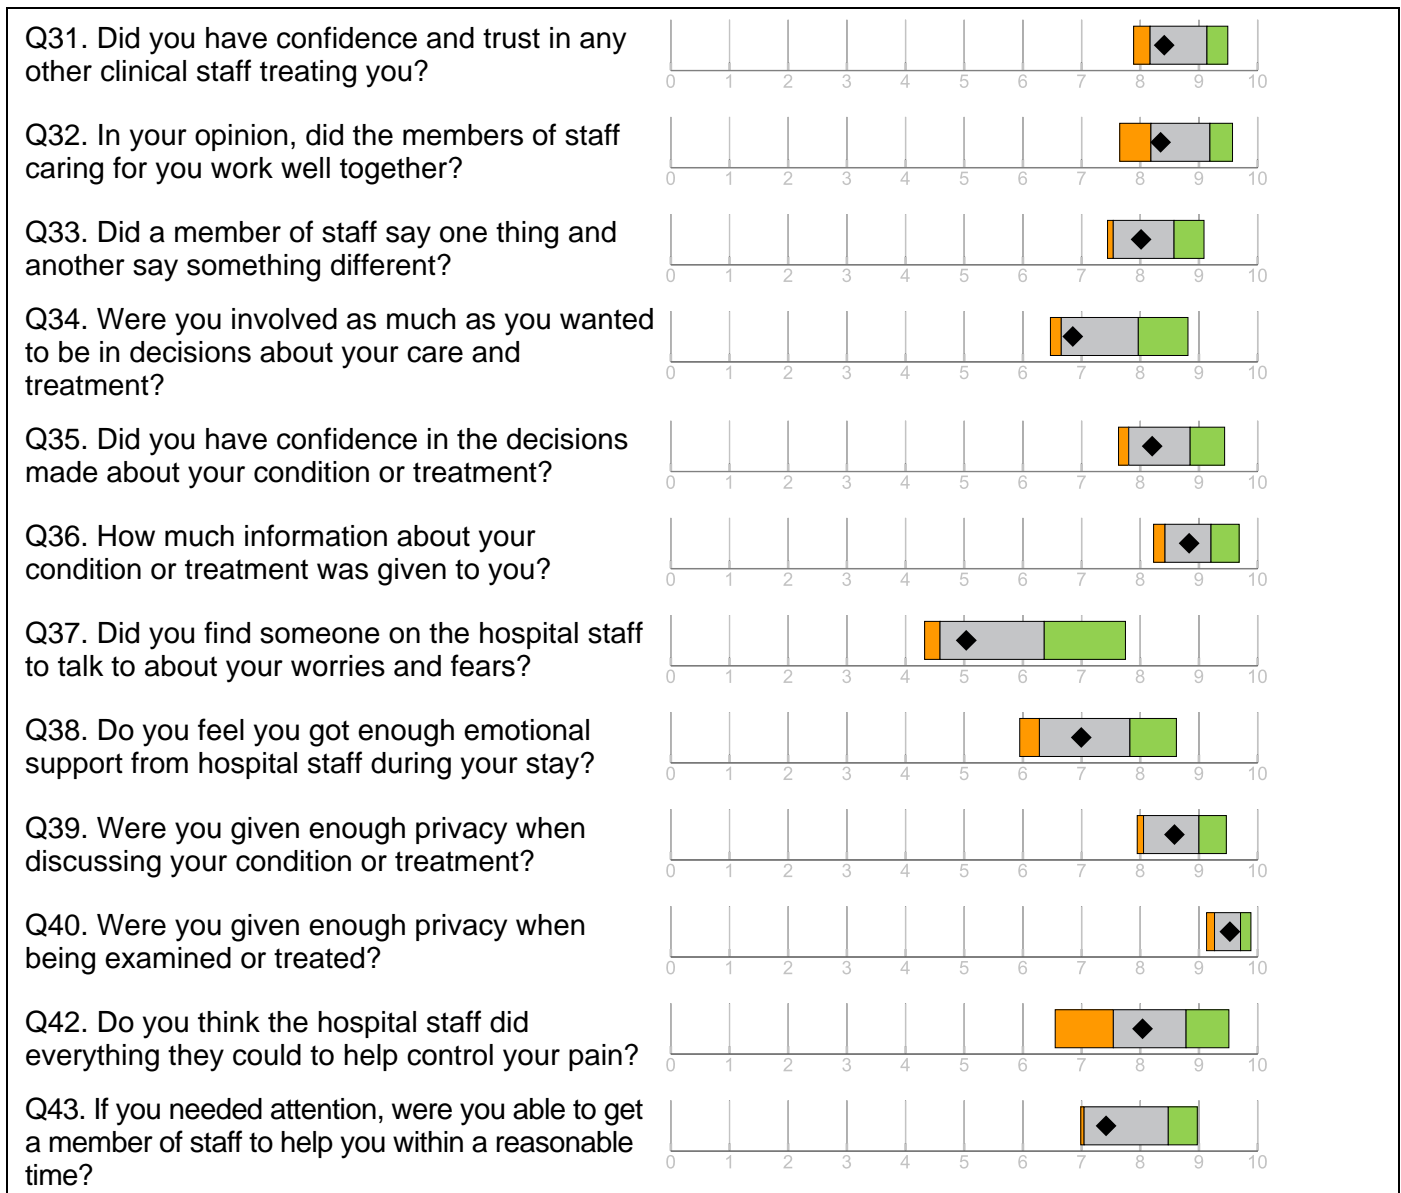 Q31. Did you have confidence and trust in any
other clinical staff treating you?
0 1 2 3 4 5 6 7 8 9 10
Q32. In your opinion, did the members of staff
caring for you work well together?
0 1 2 3 4 5 6 7 8 9 10
Q33. Did a member of staff say one thing and
another say something different?
0 1 2 3 4 5 6 7 8 9 10
Q34. Were you involved as much as you wanted
to be in decisions about your care and
treatment?
0 1 2 3 4 5 6 7 8 9 10
Q35. Did you have confidence in the decisions
made about your condition or treatment?
0 1 2 3 4 5 6 7 8 9 10
Q36. How much information about your
condition or treatment was given to you?
0 1 2 3 4 5 6 7 8 9 10
Q37. Did you find someone on the hospital staff
to talk to about your worries and fears?
0 1 2 3 4 5 6 7 8 9 10
Q38. Do you feel you got enough emotional
support from hospital staff during your stay?
0 1 2 3 4 5 6 7 8 9 10
Q39. Were you given enough privacy when
discussing your condition or treatment?
0 1 2 3 4 5 6 7 8 9 10
Q40. Were you given enough privacy when
being examined or treated?
0 1 2 3 4 5 6 7 8 9 10
Q42. Do you think the hospital staff did
everything they could to help control your pain?
0 1 2 3 4 5 6 7 8 9 10
Q43. If you needed attention, were you able to get
a member of staff to help you within a reasonable
time?
0 1 2 3 4 5 6 7 8 9 10